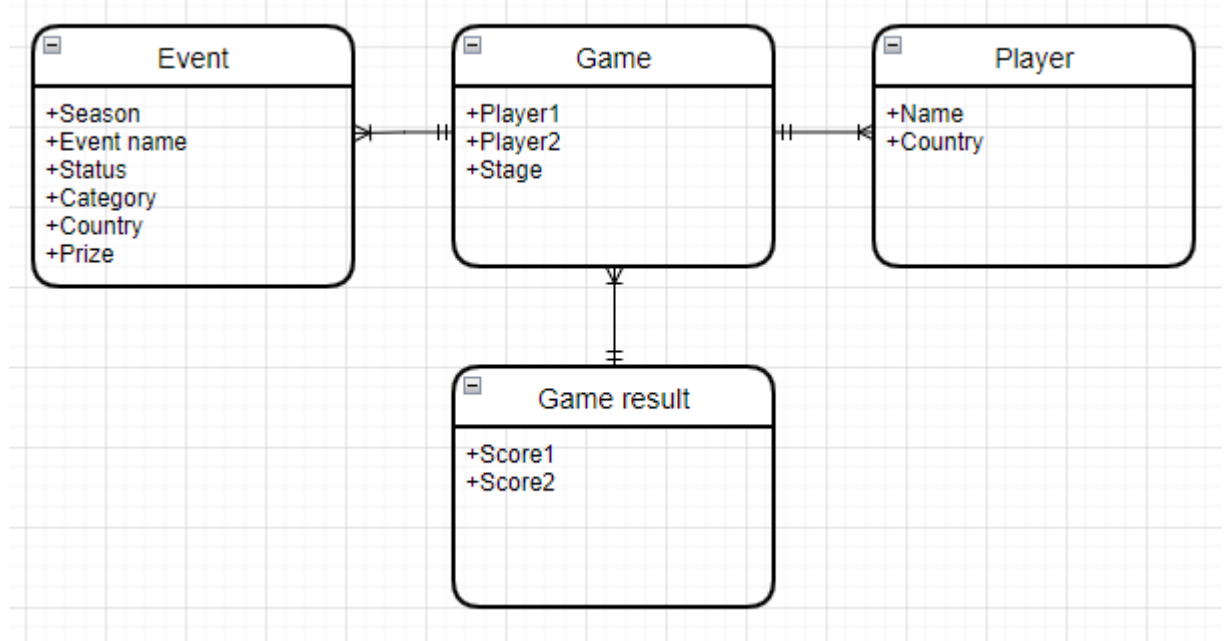 Event
+Season
+Event name
+Status
+Category
+Country
+Prize
Game
+Player1
+Player2
+Stage
Player
+Name
+Country
Game result
+Score1
+Score2